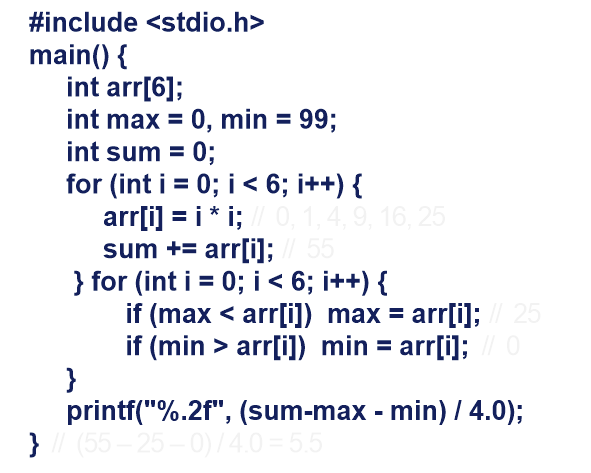 #include <stdio.h>
main() {
int arr[6];
int max = 0, min = 99;
int sum = 0;
for (int i = 0; i < 6; i++) {
arr[i] = i * i; // 0, 1, 4, 9, 16, 25
sum += arr[i]; // 55
} for (int i = 0; i < 6; i++) {
if (max < arr[i])  max = arr[i]; // 25
if (min > arr[i])  min = arr[i]; // 0
}
printf("%.2f", (sum-max - min) / 4.0);
} // (55 – 25 – 0) / 4.0 = 5.5